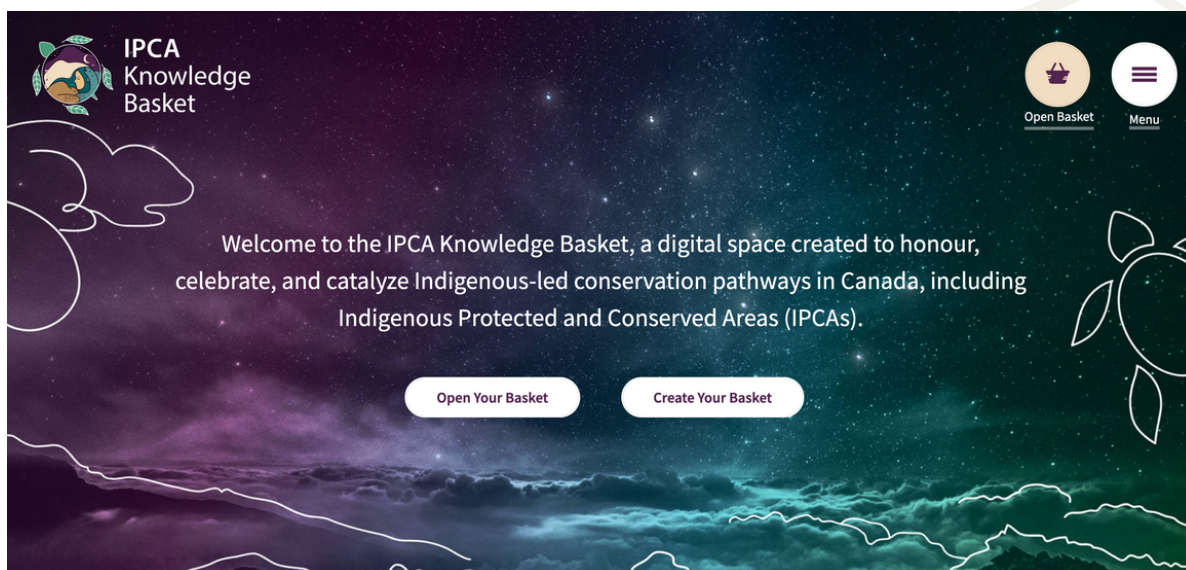 IPCA
Knowledge
Basket
Open Basket
Menu
Welcome to the IPCA Knowledge Basket, a digital space created to honour,
celebrate, and catalyze Indigenous-led conservation pathways in Canada, including
Indigenous Protected and Conserved Areas (IPCAs).
Open Your Basket
Create Your Basket